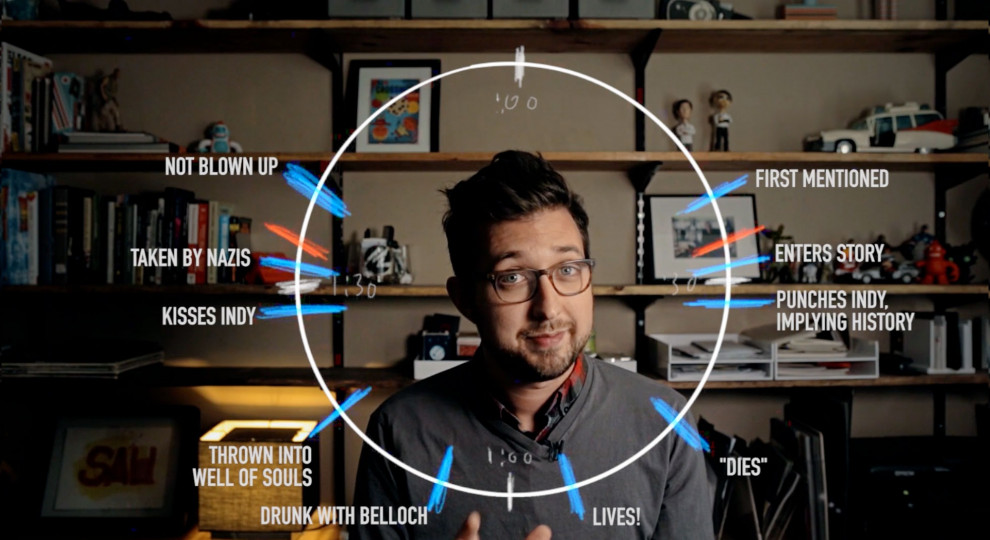 :00
NOT BLOWN UP
FIRST MENTIONED
TAKEN BY NAZIS
ENTERS STORY
1:30
:30
KISSES INDY
PUNCHES INDY,
IMPLYING HISTORY
THROWN INTO
WELL OF SOULS
1:00
"DIES"
DRUNK WITH BELLOCH
LIVES!
SAW